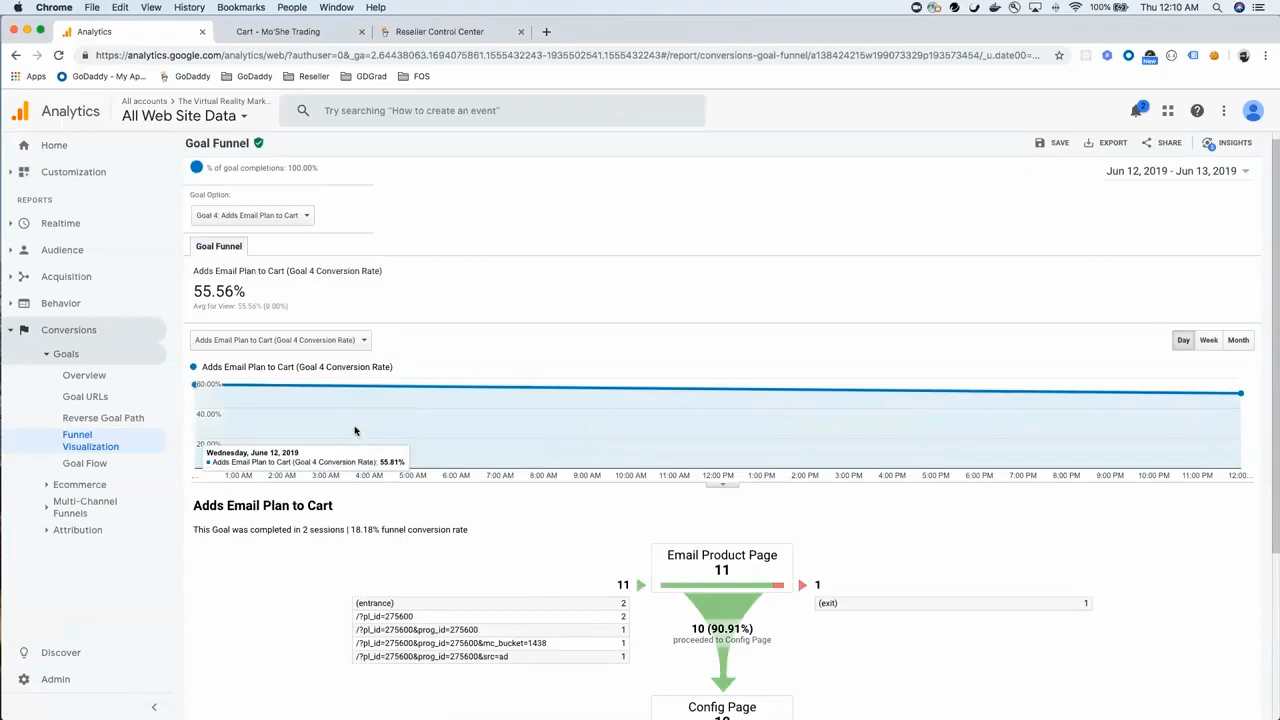 Chrome File Edit View History Bookmarks People Window Help
100% Thu 12:10 AM
Analytics
Cart - Mo'She Trading
Reseller Control Center
https://analytics.google.com/analytics/web/?authuser=0&_ga=2.64438063.1694077861.1555432243-1935502541.1555432243#/report/conversions-goal-funnel/a138424215w199073329p193573454/_u.date00=...
New
Apps GoDaddy - My Ap... GoDaddy GoDaddy Reseller GDGrad FOS
Analytics
All accounts > The Virtual Reality Mark...
All Web Site Data
Try searching "How to create an event"
2
Home
Customization
REPORTS
Realtime
Audience
Acquisition
Behavior
Conversions
Goals
Overview
Goal URLs
Reverse Goal Path
Funnel
Visualization
Goal Flow
Ecommerce
Multi-Channel
Funnels
Attribution
Discover
Admin
Goal Funnel
SAVE EXPORT SHARE INSIGHTS
% of goal completions: 100.00%
Jun 12, 2019 - Jun 13, 2019
Goal Option:
Goal 4: Adds Email Plan to Cart
Goal Funnel
Adds Email Plan to Cart (Goal 4 Conversion Rate)
55.56%
Avg for View: 55.56% (0.00%)
Adds Email Plan to Cart (Goal 4 Conversion Rate)
Day Week Month
Adds Email Plan to Cart (Goal 4 Conversion Rate)
60.00%
40.00%
20.00%
Wednesday, June 12, 2019
Adds Email Plan to Cart (Goal 4 Conversion Rate): 55.81%
... 1:00 AM 2:00 AM 3:00 AM 4:00 AM 5:00 AM 6:00 AM 7:00 AM 8:00 AM 9:00 AM 10:00 AM 11:00 AM 12:00 PM 1:00 PM 2:00 PM 3:00 PM 4:00 PM 5:00 PM 6:00 PM 7:00 PM 8:00 PM 9:00 PM 10:00 PM 11:00 PM 12:00...
Adds Email Plan to Cart
This Goal was completed in 2 sessions | 18.18% funnel conversion rate
Email Product Page
11
11
1
(entrance) 2
/?pl_id=275600 2
/?pl_id=275600&prog_id=275600 1
/?pl_id=275600&prog_id=275600&mc_bucket=1438 1
/?pl_id=275600&prog_id=275600&src=ad 1
(exit) 1
10 (90.91%)
proceeded to Config Page
Config Page